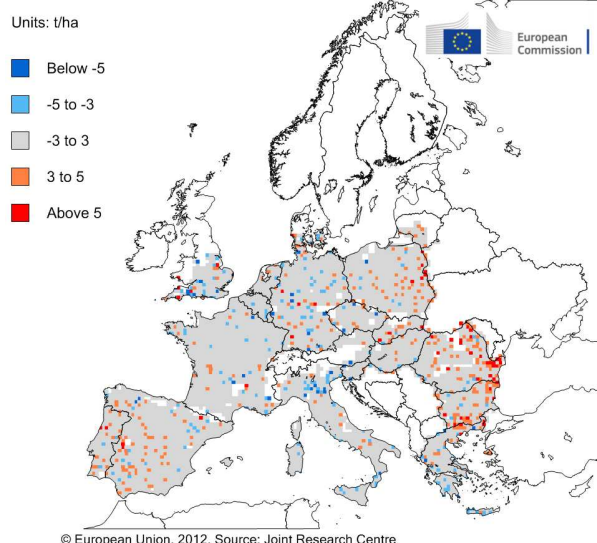 Units: t/ha
Below -5
-5 to -3
-3 to 3
3 to 5
Above 5
European
Commission
© European Union, 2012. Source: Joint Research Centre